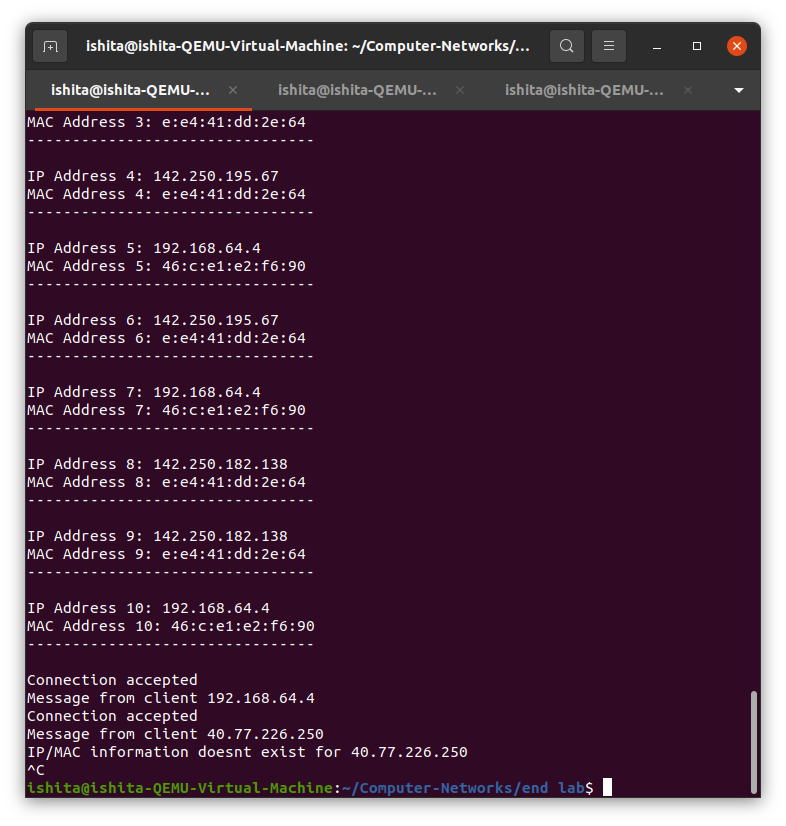 ishita@ishita-QEMU-Virtual-Machine: ~/Computer-Networks/...
ishita@ishita-QEMU-... ishita@ishita-QEMU-... ishita@ishita-QEMU-...
MAC Address 3: e:e4:41:dd:2e:64
--------------------------------
IP Address 4: 142.250.195.67
MAC Address 4: e:e4:41:dd:2e:64
--------------------------------
IP Address 5: 192.168.64.4
MAC Address 5: 46:c:e1:e2:f6:90
--------------------------------
IP Address 6: 142.250.195.67
MAC Address 6: e:e4:41:dd:2e:64
--------------------------------
IP Address 7: 192.168.64.4
MAC Address 7: 46:c:e1:e2:f6:90
--------------------------------
IP Address 8: 142.250.182.138
MAC Address 8: e:e4:41:dd:2e:64
--------------------------------
IP Address 9: 142.250.182.138
MAC Address 9: e:e4:41:dd:2e:64
--------------------------------
IP Address 10: 192.168.64.4
MAC Address 10: 46:c:e1:e2:f6:90
--------------------------------
Connection accepted
Message from client 192.168.64.4
Connection accepted
Message from client 40.77.226.250
IP/MAC information doesnt exist for 40.77.226.250
^C
ishita@ishita-QEMU-Virtual-Machine:~/Computer-Networks/end lab$